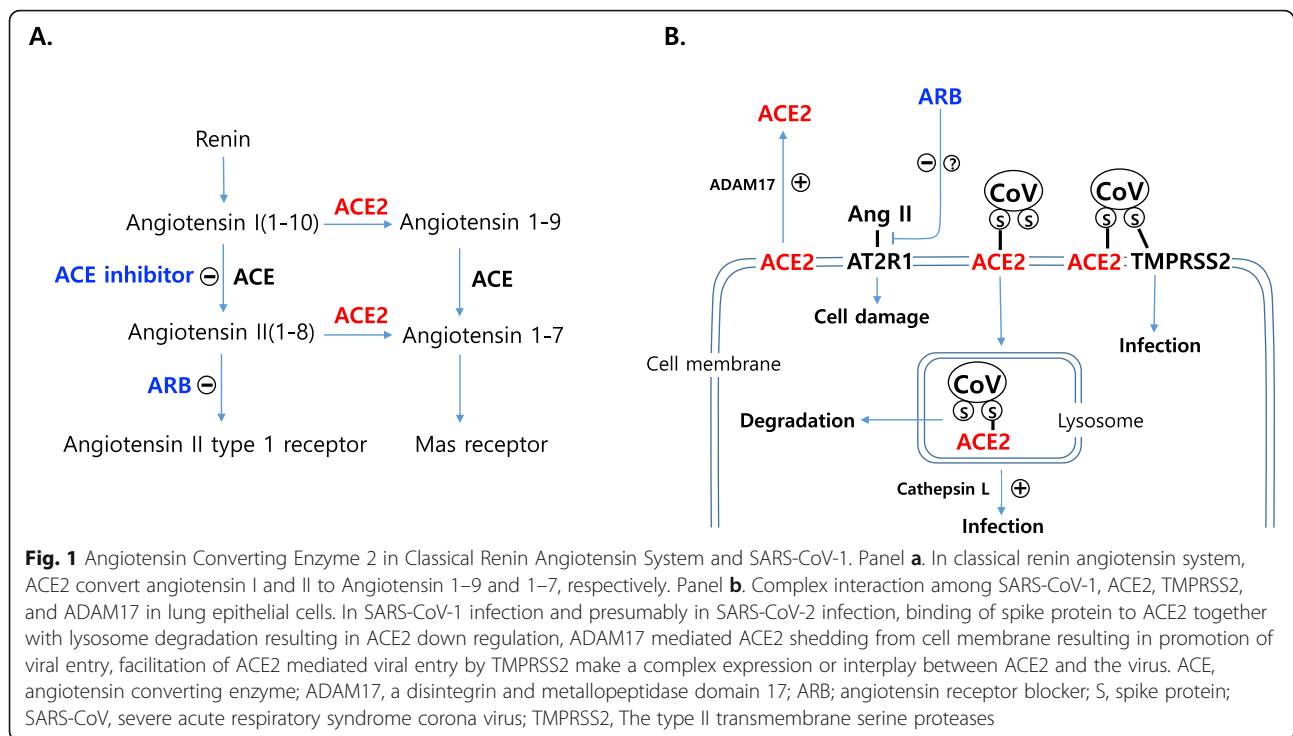 A.
Renin
Angiotensin I(1-10)
ACE2
Angiotensin 1-9
ACE inhibitor
−
ACE
ACE
Angiotensin II(1-8)
ACE2
Angiotensin 1-7
ARB
−
Angiotensin II type 1 receptor
Mas receptor
B.
ACE2
ARB
ADAM17
+
−
?
Ang II
CoV
S S
CoV
S S
ACE2
AT2R1
ACE2
ACE2
TMPRSS2
Cell damage
Infection
Cell membrane
CoV
S S
ACE2
Lysosome
Degradation
Cathepsin L
+
Infection
Fig. 1 Angiotensin Converting Enzyme 2 in Classical Renin Angiotensin System and SARS-CoV-1. Panel a. In classical renin angiotensin system,
ACE2 convert angiotensin I and II to Angiotensin 1–9 and 1–7, respectively. Panel b. Complex interaction among SARS-CoV-1, ACE2, TMPRSS2,
and ADAM17 in lung epithelial cells. In SARS-CoV-1 infection and presumably in SARS-CoV-2 infection, binding of spike protein to ACE2 together
with lysosome degradation resulting in ACE2 down regulation, ADAM17 mediated ACE2 shedding from cell membrane resulting in promotion of
viral entry, facilitation of ACE2 mediated viral entry by TMPRSS2 make a complex expression or interplay between ACE2 and the virus. ACE,
angiotensin converting enzyme; ADAM17, a disintegrin and metallopeptidase domain 17; ARB; angiotensin receptor blocker; S, spike protein;
SARS-CoV, severe acute respiratory syndrome corona virus; TMPRSS2, The type II transmembrane serine proteases